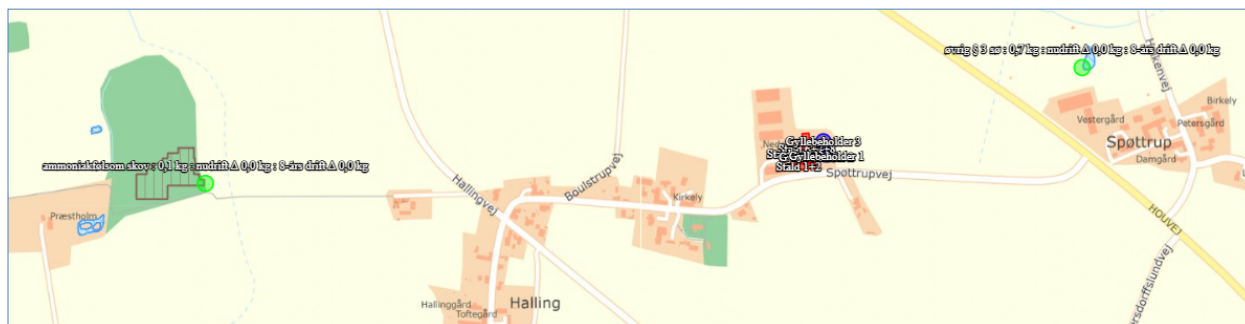 øvrig § 3 sø : 0,7 kg : nudrift Δ 0,0 kg : 8-års drift Δ 0,0 kg
Birkely
Vestergård
Petersgård
Spøttrup
Damgård
Gyllebeholder 3
Gyllebeholder 1
Stald 1+2
Spøttrupvej
ammoniakfølsom skov : 0,1 kg : nudrift Δ 0,0 kg : 8-års drift Δ 0,0 kg
Boulstrupvej
Hallingvej
Kirkely
Præstholm
HOUVEJ
Hallinggård
Halling
Toftegård